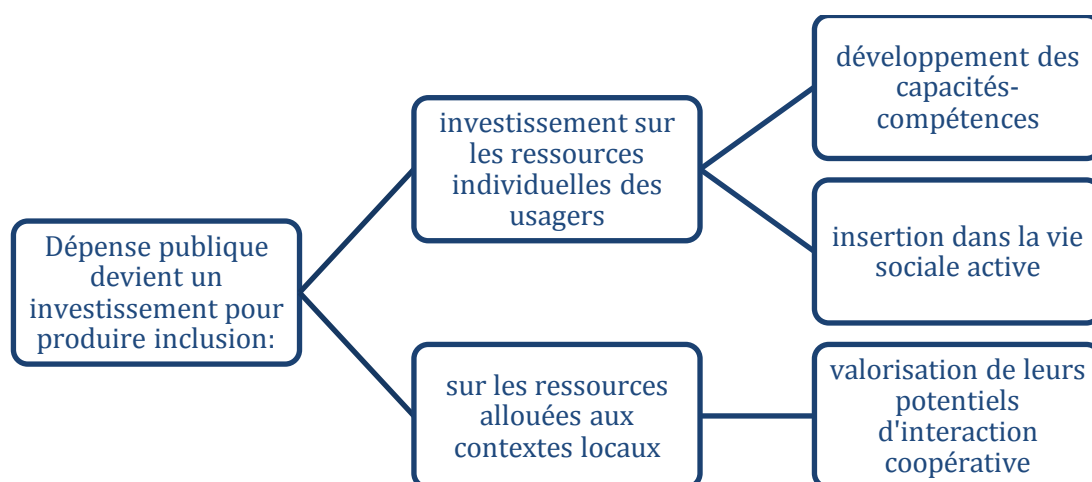 Dépense publique
devient un
investissement pour
produire inclusion:
investissement sur
les ressources
individuelles des
usagers
développement des
capacités-
compétences
insertion dans la vie
sociale active
sur les ressources
allouées aux
contextes locaux
valorisation de leurs
potentiels
d'interaction
coopérative